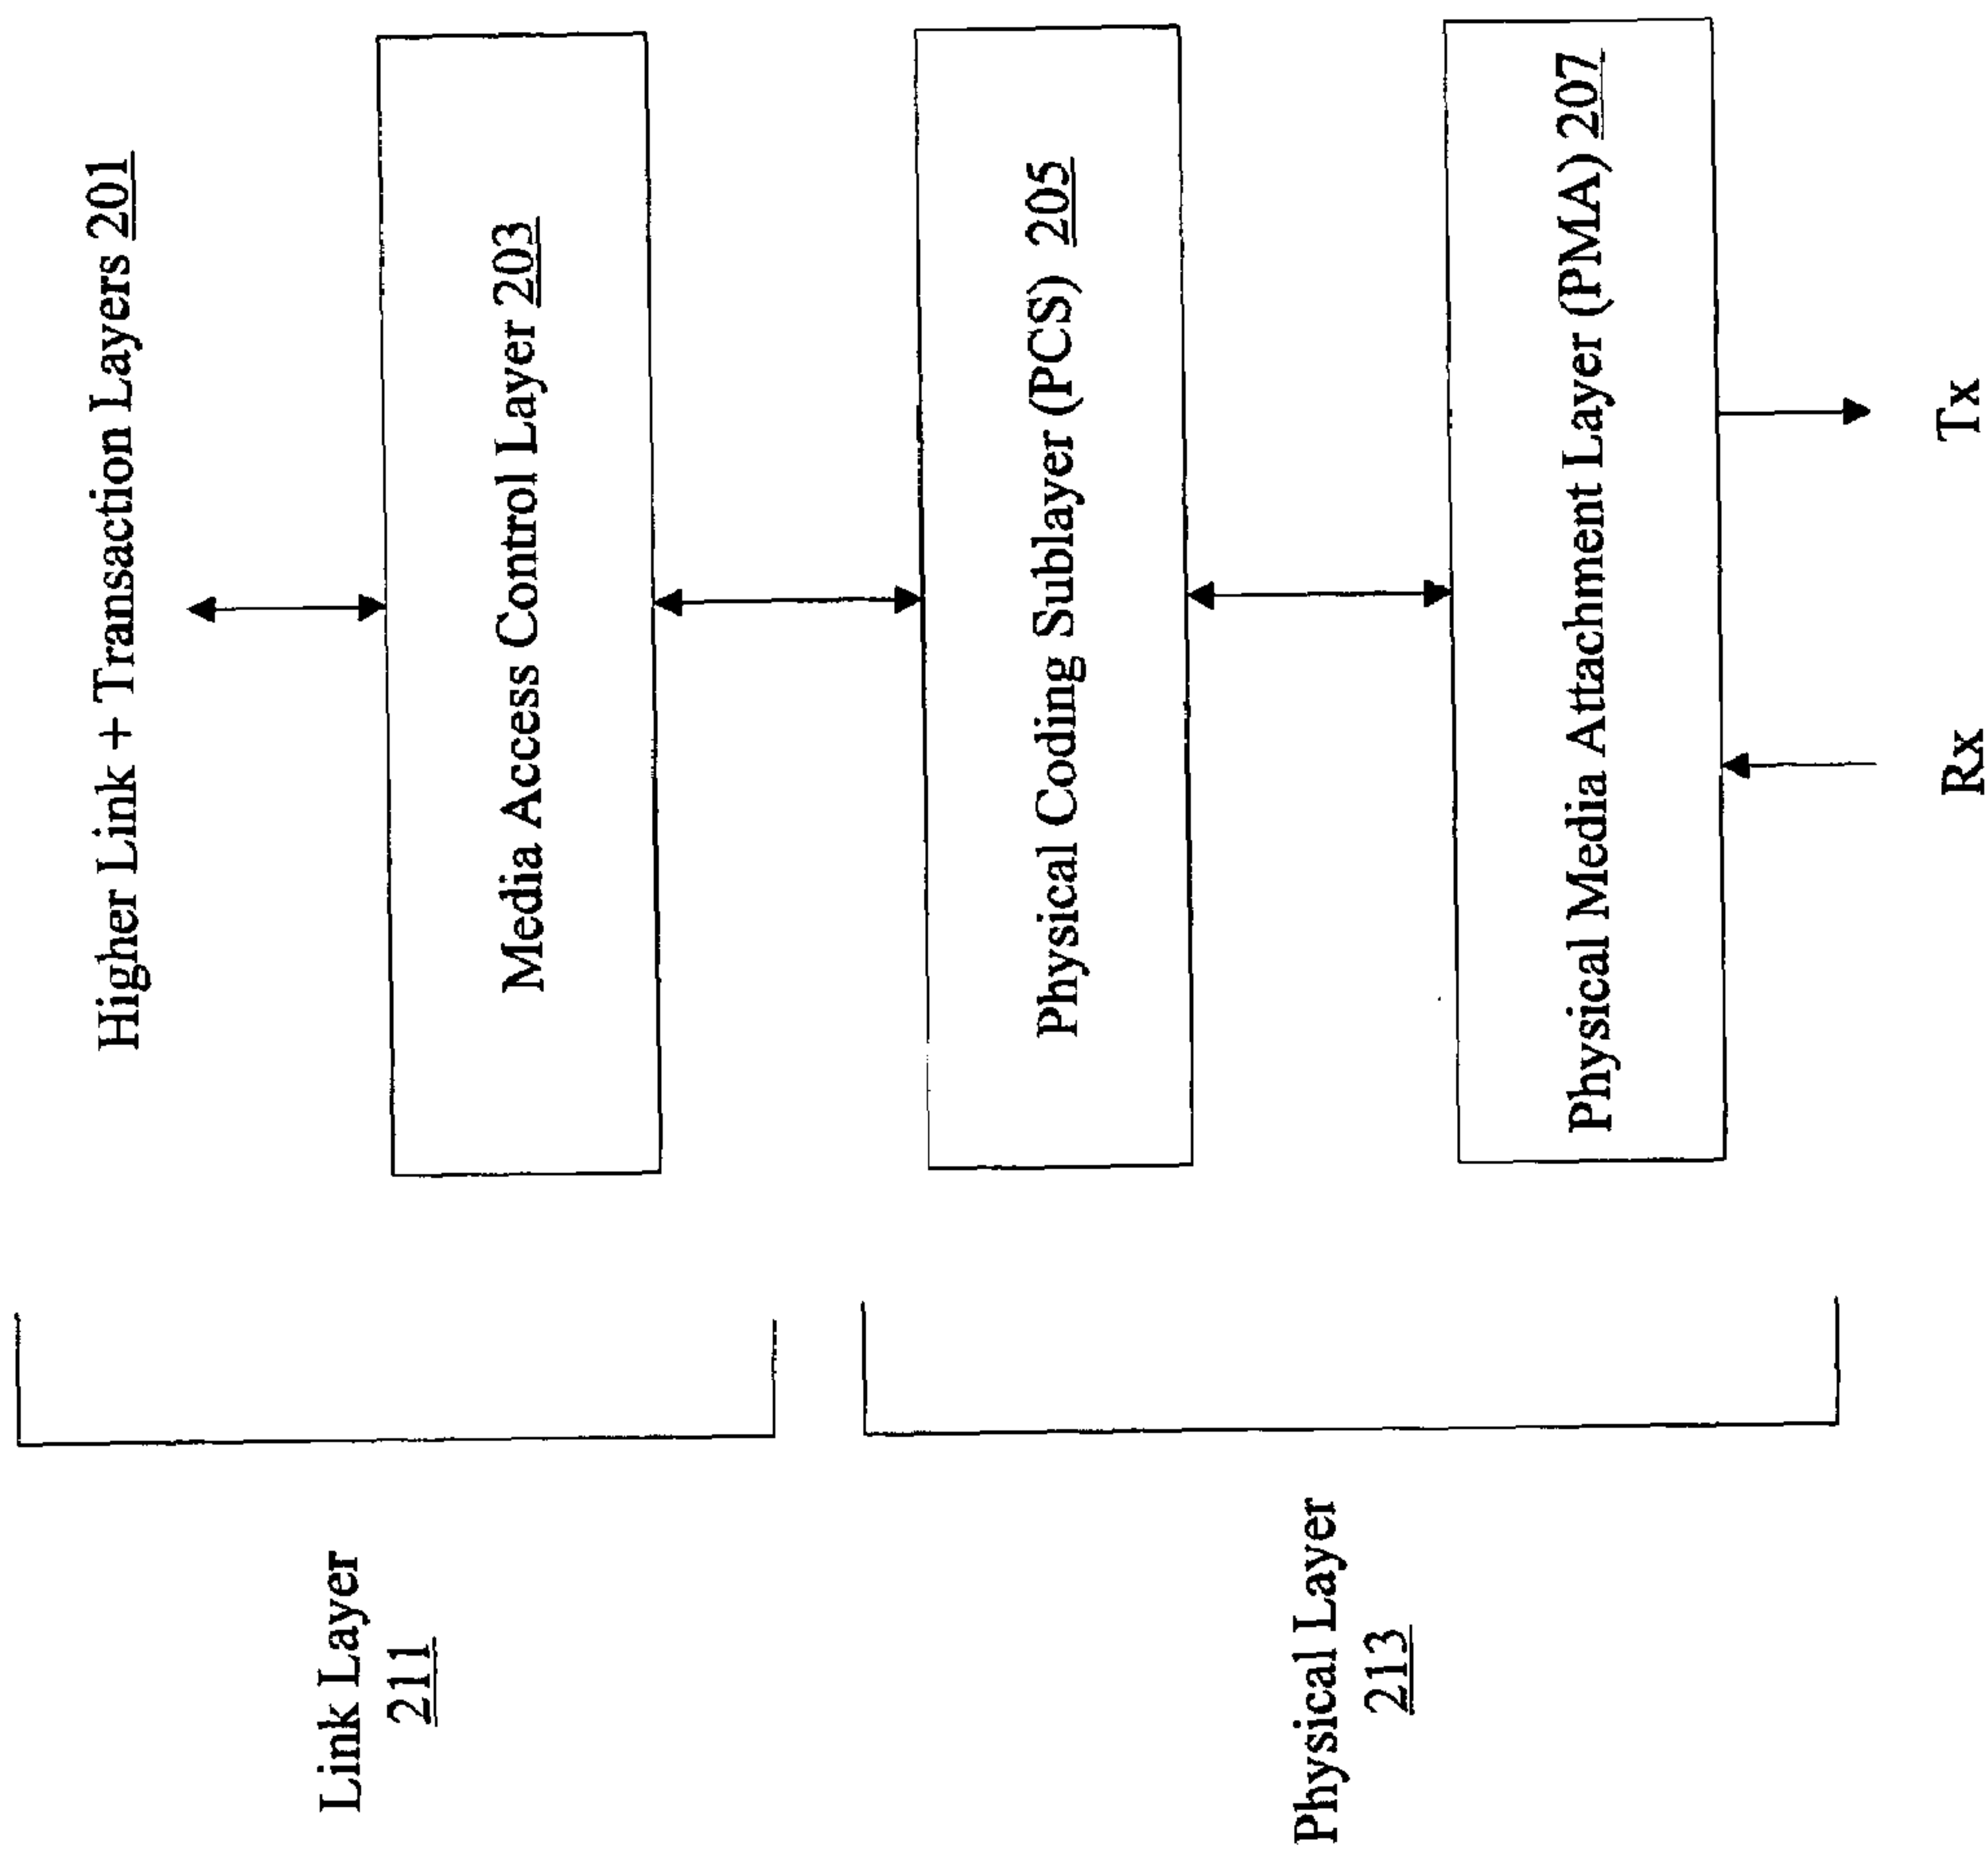 Higher Link + Transaction Layers 201
Link Layer
211
Media Access Control Layer 203
Physical Coding Sublayer (PCS) 205
Physical Layer
213
Physical Media Attachment Layer (PMA) 207
Rx
Tx